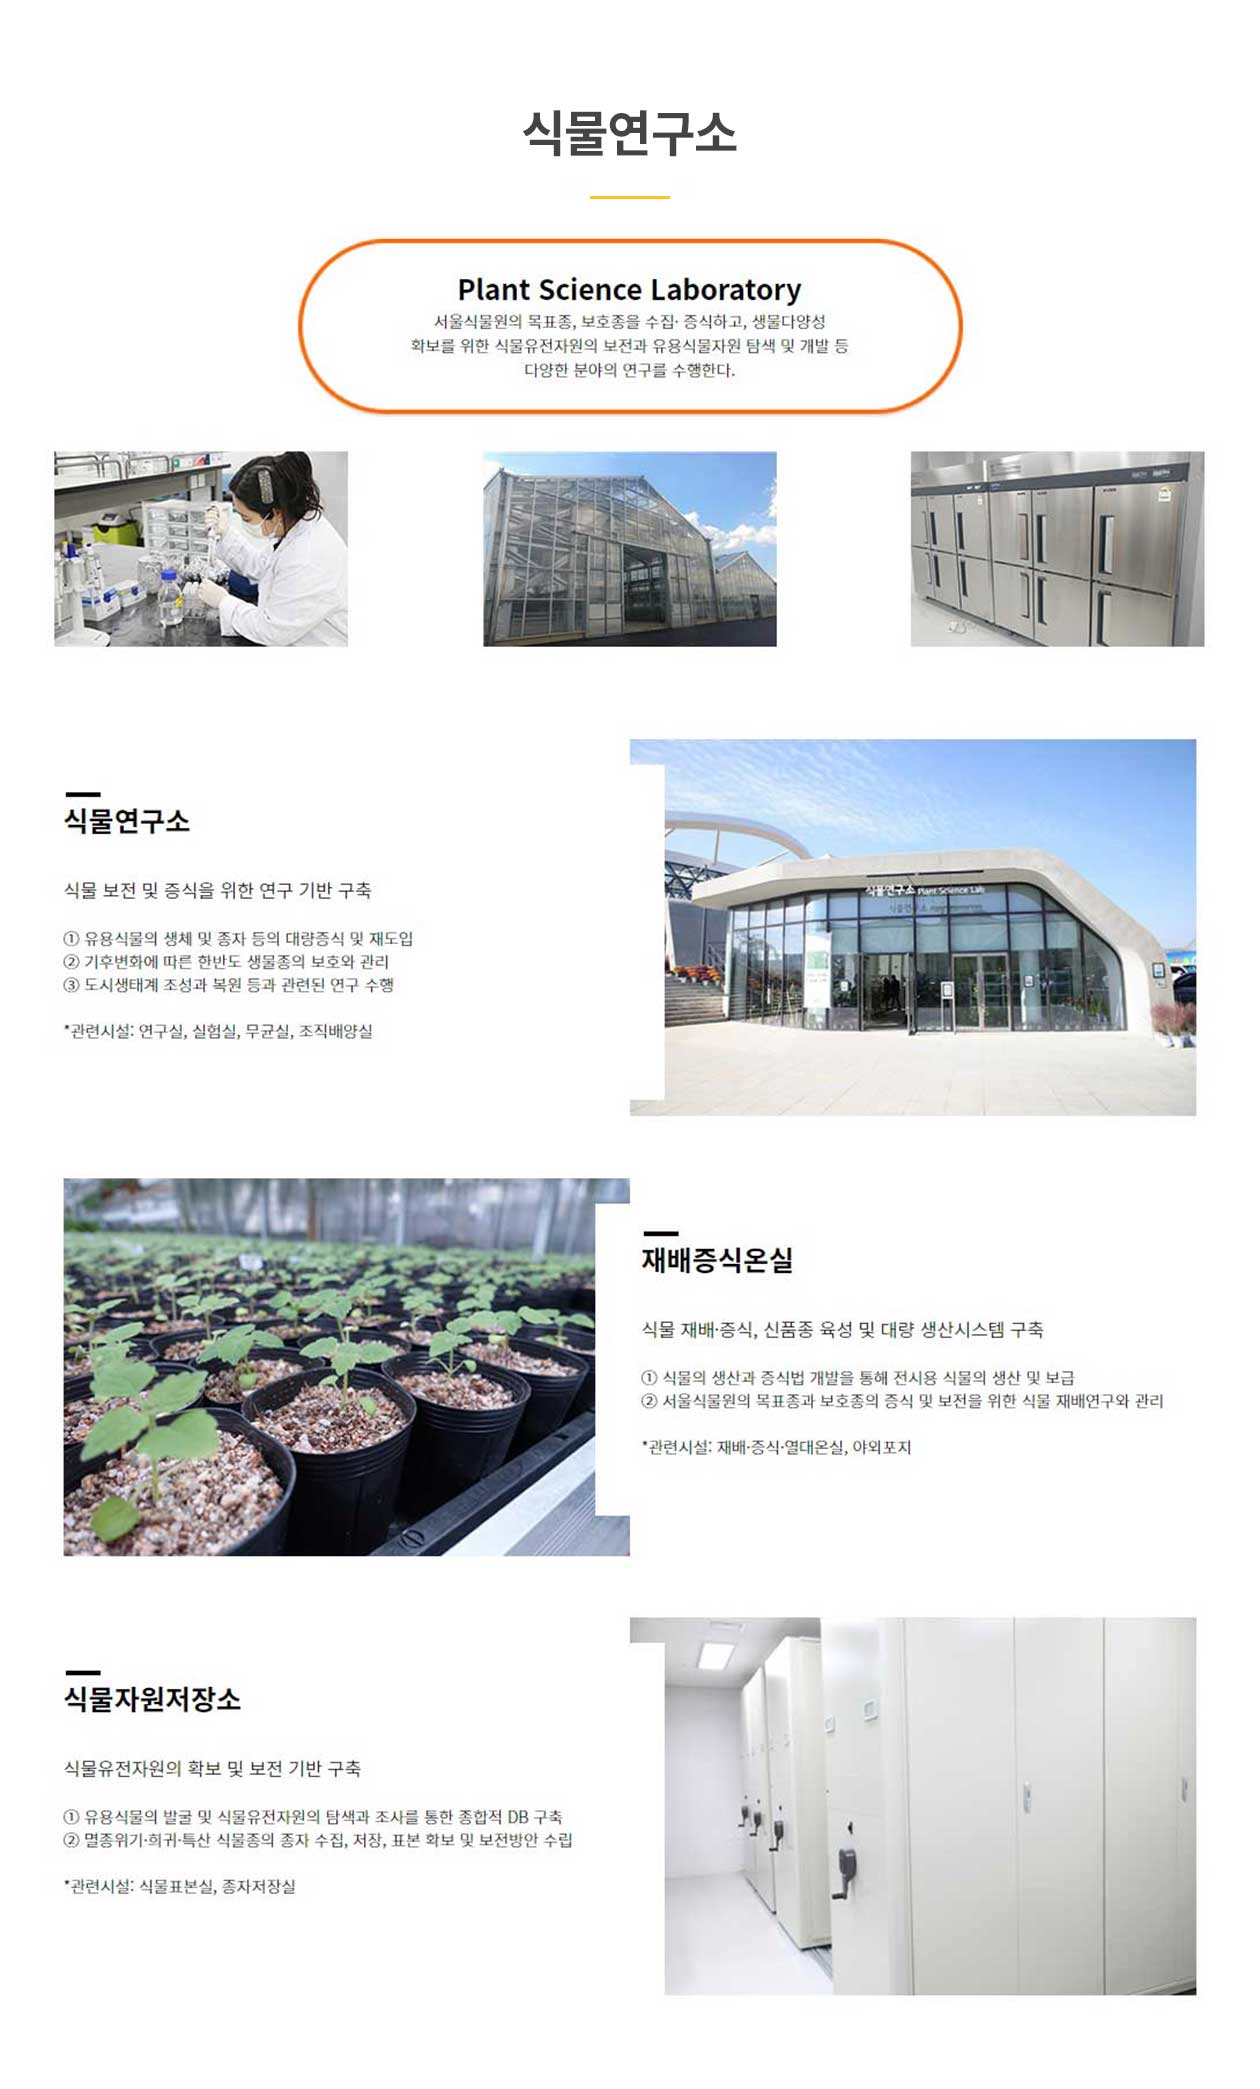 식물연구소
Plant Science Laboratory
서울식물원의 목표종, 보호종을 수집· 증식하고, 생물다양성
확보를 위한 식물유전자원의 보전과 유용식물자원 탐색 및 개발 등
다양한 분야의 연구를 수행한다.
식물연구소
식물 보전 및 증식을 위한 연구 기반 구축
① 유용식물의 생체 및 종자 등의 대량증식 및 재도입
② 기후변화에 따른 한반도 생물종의 보호와 관리
③ 도시생태계 조성과 복원 등과 관련된 연구 수행
*관련시설: 연구실, 실험실, 무균실, 조직배양실
식물연구소 Plant Science Lab
재배증식온실
식물 재배·증식, 신품종 육성 및 대량 생산시스템 구축
① 식물의 생산과 증식법 개발을 통해 전시용 식물의 생산 및 보급
② 서울식물원의 목표종과 보호종의 증식 및 보전을 위한 식물 재배연구와 관리
*관련시설: 재배·증식·열대온실, 야외포지
식물자원저장소
식물유전자원의 확보 및 보전 기반 구축
① 유용식물의 발굴 및 식물유전자원의 탐색과 조사를 통한 종합적 DB 구축
② 멸종위기·희귀·특산 식물종의 종자 수집, 저장, 표본 확보 및 보전방안 수립
*관련시설: 식물표본실, 종자저장실